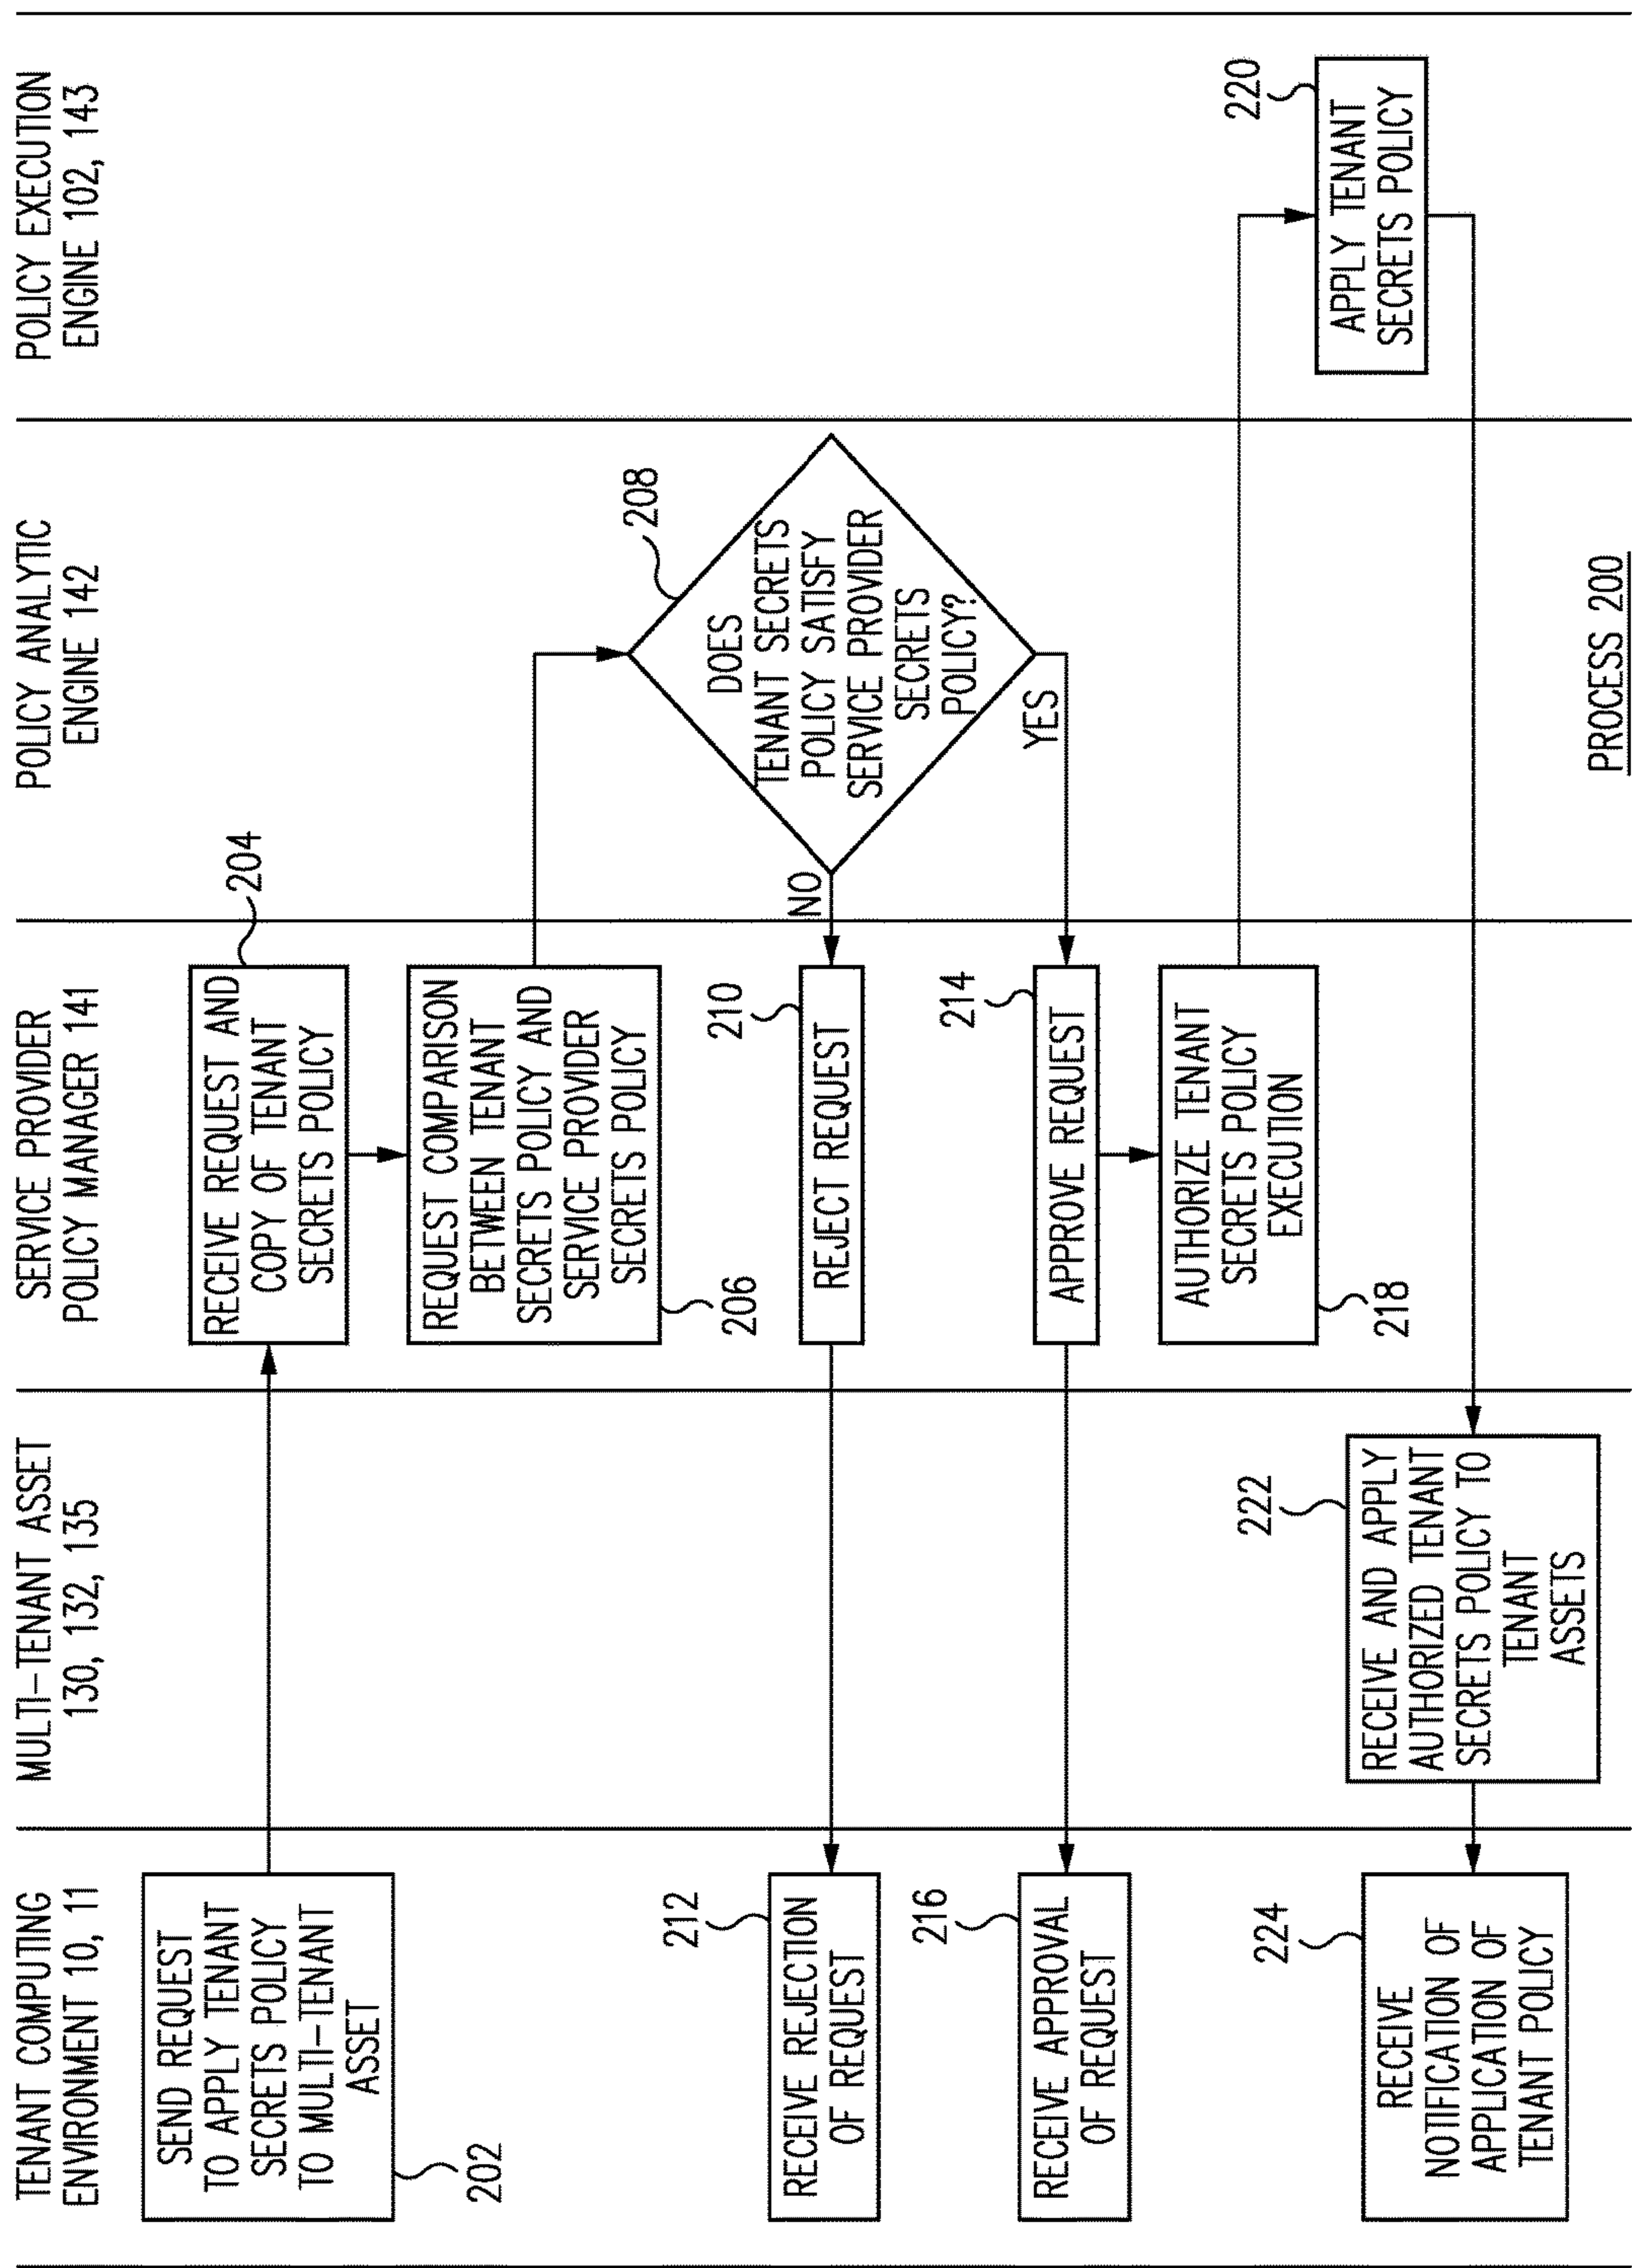 TENANT COMPUTING
ENVIRONMENT 10, 11
MULTI-TENANT ASSET
130, 132, 135
SERVICE PROVIDER
POLICY MANAGER 141
POLICY ANALYTIC
ENGINE 142
POLICY EXECUTION
ENGINE 102, 143
SEND REQUEST
TO APPLY TENANT
SECRETS POLICY
TO MULTI-TENANT
ASSET
202
RECEIVE REQUEST AND
COPY OF TENANT
SECRETS POLICY
204
REQUEST COMPARISON
BETWEEN TENANT
SECRETS POLICY AND
SERVICE PROVIDER
SECRETS POLICY
206
DOES
TENANT SECRETS
POLICY SATISFY
SERVICE PROVIDER
SECRETS
POLICY?
208
NO
YES
REJECT REQUEST
210
RECEIVE REJECTION
OF REQUEST
212
APPROVE REQUEST
214
RECEIVE APPROVAL
OF REQUEST
216
AUTHORIZE TENANT
SECRETS POLICY
EXECUTION
218
APPLY TENANT
SECRETS POLICY
220
RECEIVE AND APPLY
AUTHORIZED TENANT
SECRETS POLICY TO
TENANT
ASSETS
222
RECEIVE
NOTIFICATION OF
APPLICATION OF
TENANT POLICY
224
PROCESS 200